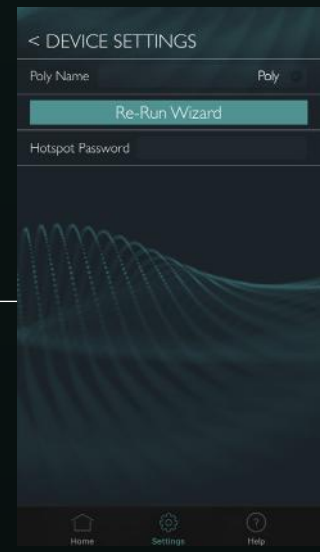 < DEVICE SETTINGS
Poly Name Poly
Re-Run Wizard
Hotspot Password
Home Settings Help